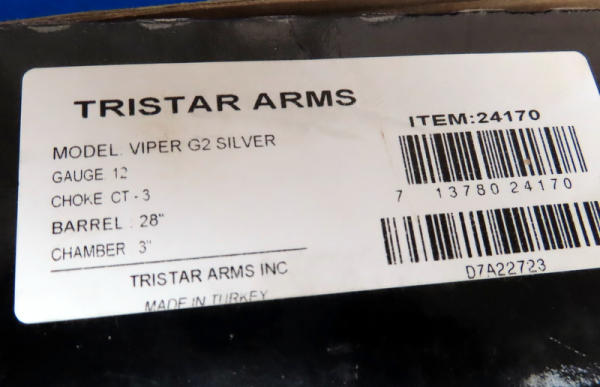 TRISTAR ARMS
MODEL. VIPER G2 SILVER
GAUGE 12
CHOKE CT - 3
BARREL : 28"
CHAMBER 3"
TRISTAR ARMS INC
MADE IN TURKEY
ITEM:24170
7 13780 24170
D7A22723